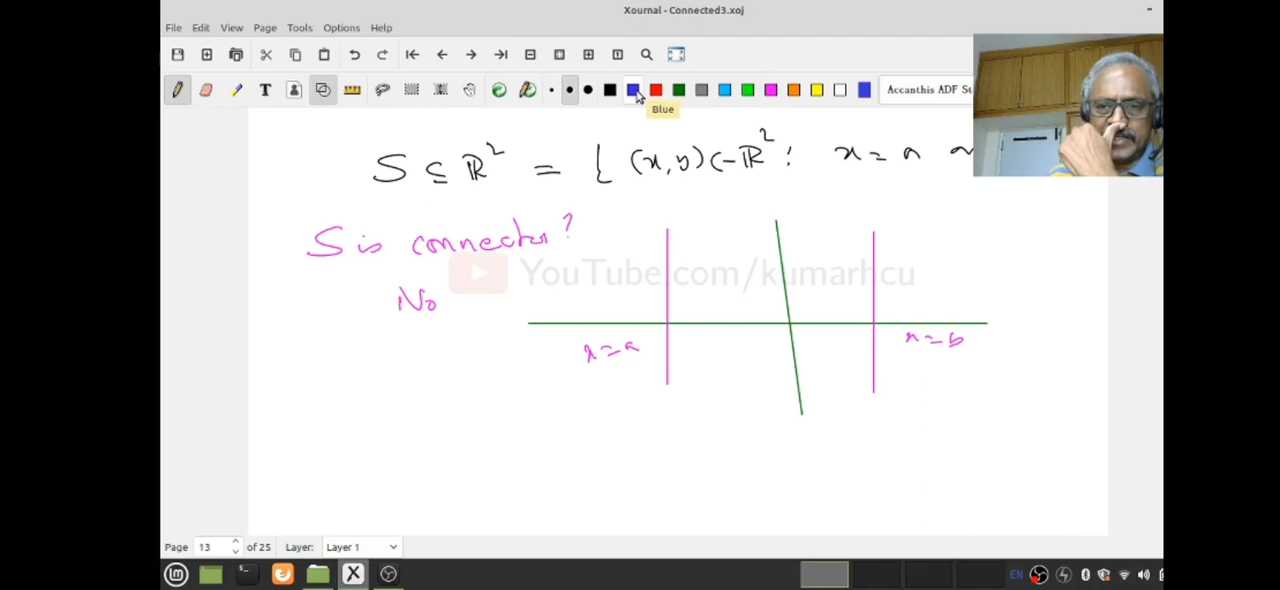 Xournal - Connected3.xoj
File Edit View Page Tools Options Help
Accanthis ADF
Blue
S ⊆ ℝ² = { (x, y) ∈ ℝ² : x = a
S is connected?
YouTube.com/kumarhcu
No
x = a
x = b
Page 13 of 25 Layer: Layer 1
EN